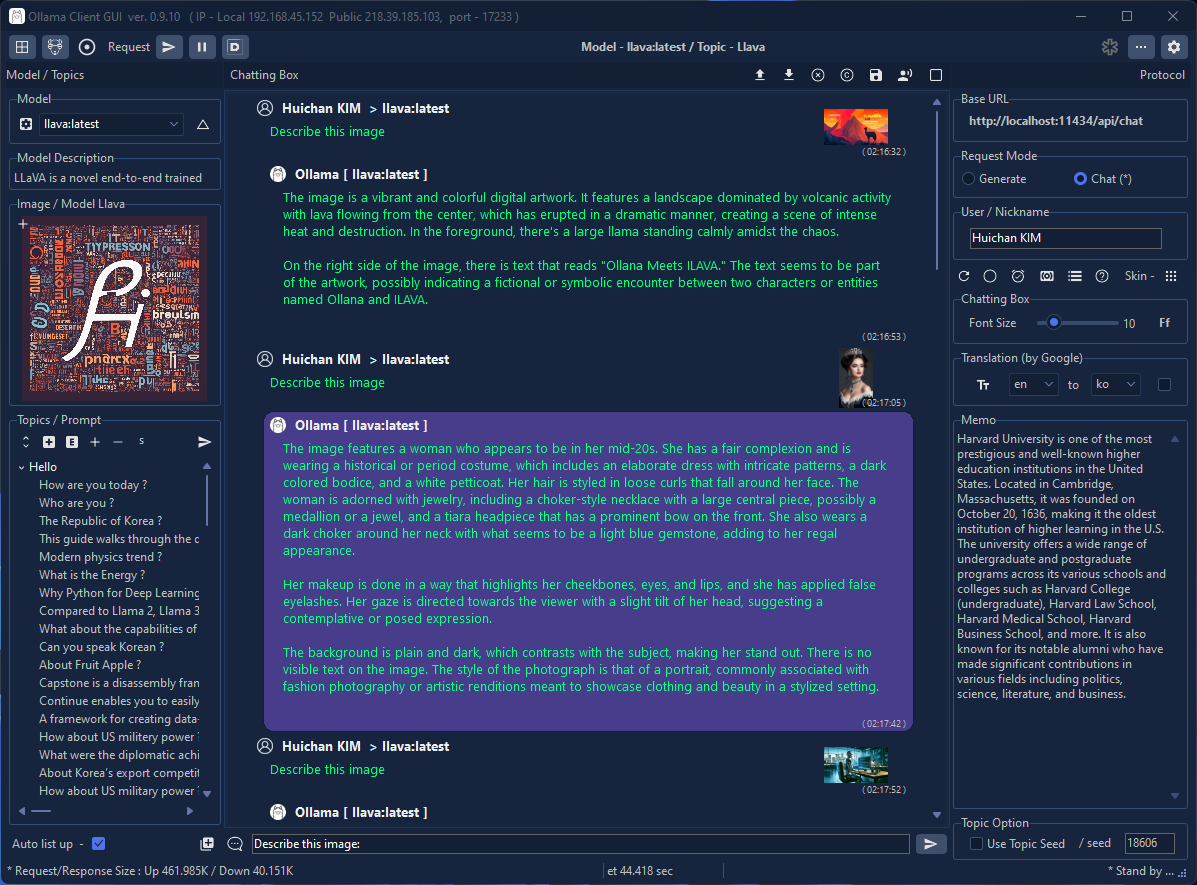 Ollama Client GUI ver. 0.9.10 ( IP - Local 192.168.45.152 Public 218.39.185.103, port - 17233 )
Request
D
Model - llava:latest / Topic - Llava
Model / Topics
Chatting Box
Protocol
Model
llava:latest
Model Description
LLaVA is a novel end-to-end trained
Image / Model Llava
TYYPRESSON
breulsm
pnarcx
Topics / Prompt
E
s
Hello
How are you today ?
Who are you ?
The Republic of Korea ?
This guide walks through the
Modern physics trend ?
What is the Energy ?
Why Python for Deep Learning
Compared to Llama 2, Llama 3
What about the capabilities of
Can you speak Korean ?
About Fruit Apple ?
Capstone is a disassembly
Continue enables you to easily
A framework for creating data-
How about US militery power
What were the diplomatic
About Korea's export
How about US military power
Auto list up -
Huichan KIM > llava:latest
Describe this image
( 02:16:32 )
Ollama [ llava:latest ]
The image is a vibrant and colorful digital artwork. It features a landscape dominated by volcanic activity
with lava flowing from the center, which has erupted in a dramatic manner, creating a scene of intense
heat and destruction. In the foreground, there's a large llama standing calmly amidst the chaos.
On the right side of the image, there is text that reads "Ollana Meets ILAVA." The text seems to be part
of the artwork, possibly indicating a fictional or symbolic encounter between two characters or entities
named Ollana and ILAVA.
( 02:16:53 )
Huichan KIM > llava:latest
Describe this image
( 02:17:05 )
Ollama [ llava:latest ]
The image features a woman who appears to be in her mid-20s. She has a fair complexion and is
wearing a historical or period costume, which includes an elaborate dress with intricate patterns, a dark
colored bodice, and a white petticoat. Her hair is styled in loose curls that fall around her face. The
woman is adorned with jewelry, including a choker-style necklace with a large central piece, possibly a
medallion or a jewel, and a tiara headpiece that has a prominent bow on the front. She also wears a
dark choker around her neck with what seems to be a light blue gemstone, adding to her regal
appearance.
Her makeup is done in a way that highlights her cheekbones, eyes, and lips, and she has applied false
eyelashes. Her gaze is directed towards the viewer with a slight tilt of her head, suggesting a
contemplative or posed expression.
The background is plain and dark, which contrasts with the subject, making her stand out. There is no
visible text on the image. The style of the photograph is that of a portrait, commonly associated with
fashion photography or artistic renditions meant to showcase clothing and beauty in a stylized setting.
( 02:17:42 )
Huichan KIM > llava:latest
Describe this image
( 02:17:52 )
Ollama [ llava:latest ]
Describe this image:
Base URL
http://localhost:11434/api/chat
Request Mode
Generate
Chat (*)
User / Nickname
Huichan KIM
Skin -
Chatting Box
Font Size
10
Ff
Translation (by Google)
Tт
en
to
ko
Memo
Harvard University is one of the most
prestigious and well-known higher
education institutions in the United
States. Located in Cambridge,
Massachusetts, it was founded on
October 20, 1636, making it the oldest
institution of higher learning in the U.S.
The university offers a wide range of
undergraduate and postgraduate
programs across its various schools and
colleges such as Harvard College
(undergraduate), Harvard Law School,
Harvard Medical School, Harvard
Business School, and more. It is also
known for its notable alumni who have
made significant contributions in
various fields including politics,
science, literature, and business.
Topic Option
Use Topic Seed / seed 18606
* Request/Response Size : Up 461.985K / Down 40.151K
et 44.418 sec
* Stand by ...